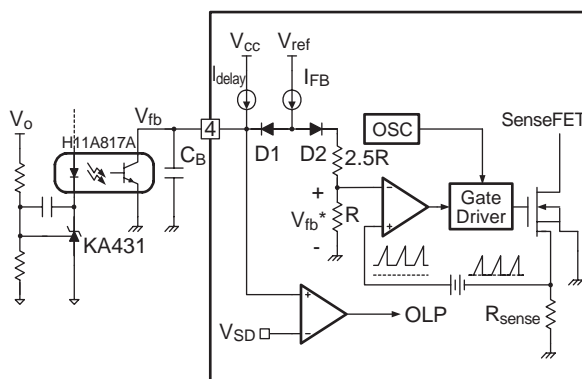 Vcc
Vref
Idelay
IFB
Vo
Vfb
H11A817A
4
CB
D1
D2
2.5R
OSC
SenseFET
+
Vfb*
-
R
-
+
Gate
Driver
KA431
VSD
+
-
OLP
Rsense